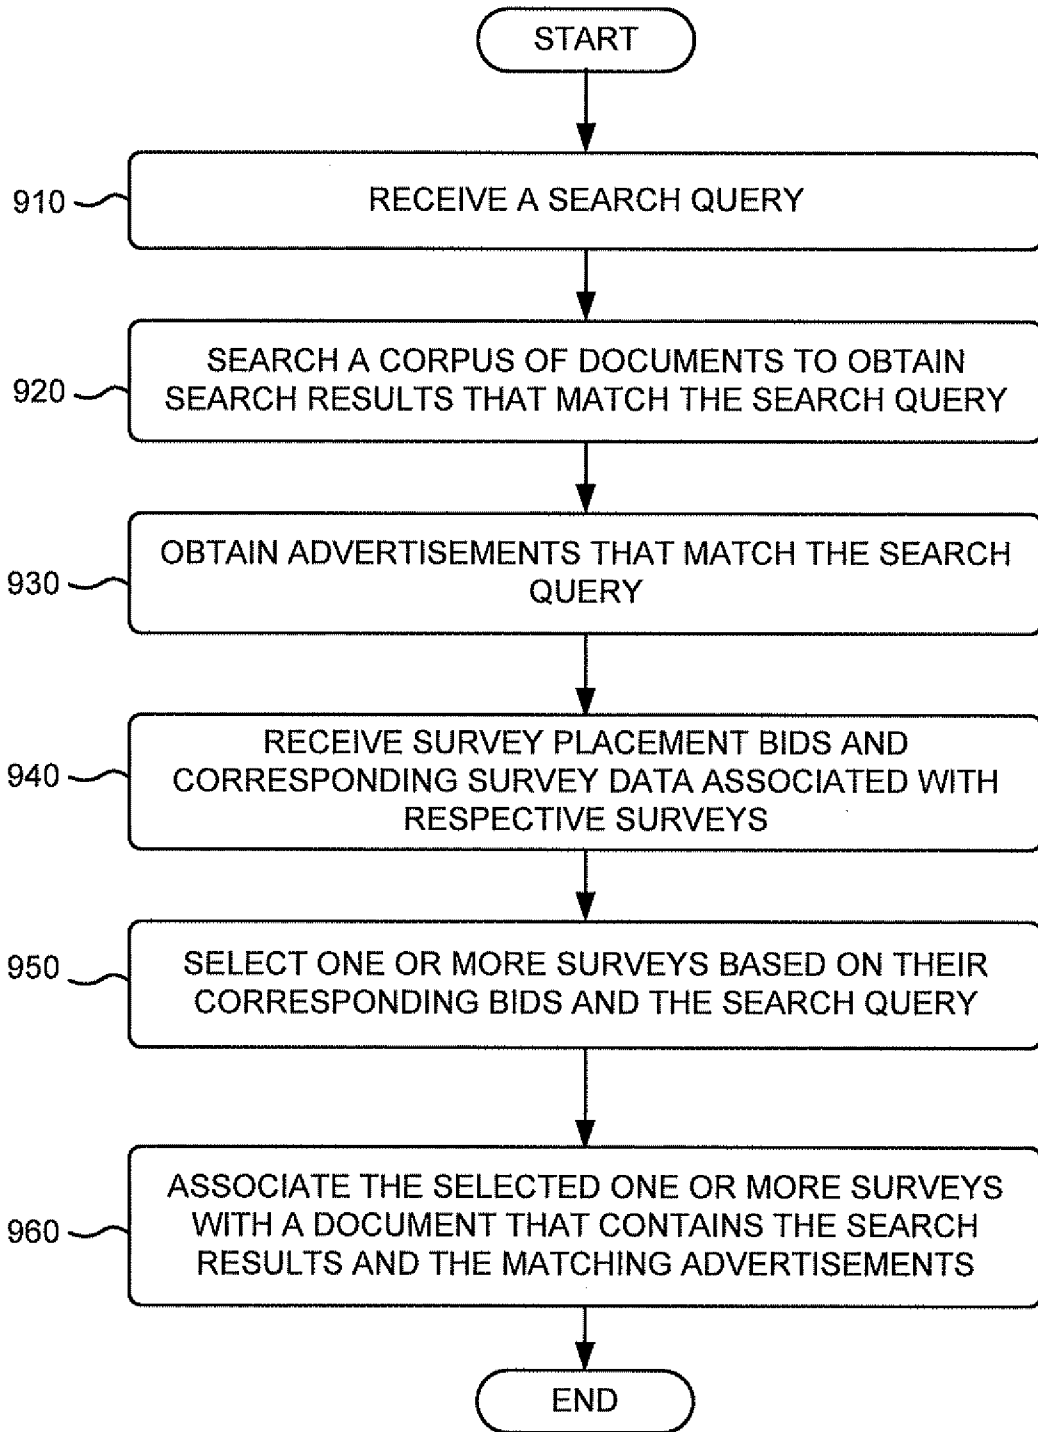 START
910
RECEIVE A SEARCH QUERY
920
SEARCH A CORPUS OF DOCUMENTS TO OBTAIN
SEARCH RESULTS THAT MATCH THE SEARCH QUERY
930
OBTAIN ADVERTISEMENTS THAT MATCH THE SEARCH
QUERY
940
RECEIVE SURVEY PLACEMENT BIDS AND
CORRESPONDING SURVEY DATA ASSOCIATED WITH
RESPECTIVE SURVEYS
950
SELECT ONE OR MORE SURVEYS BASED ON THEIR
CORRESPONDING BIDS AND THE SEARCH QUERY
960
ASSOCIATE THE SELECTED ONE OR MORE SURVEYS
WITH A DOCUMENT THAT CONTAINS THE SEARCH
RESULTS AND THE MATCHING ADVERTISEMENTS
END